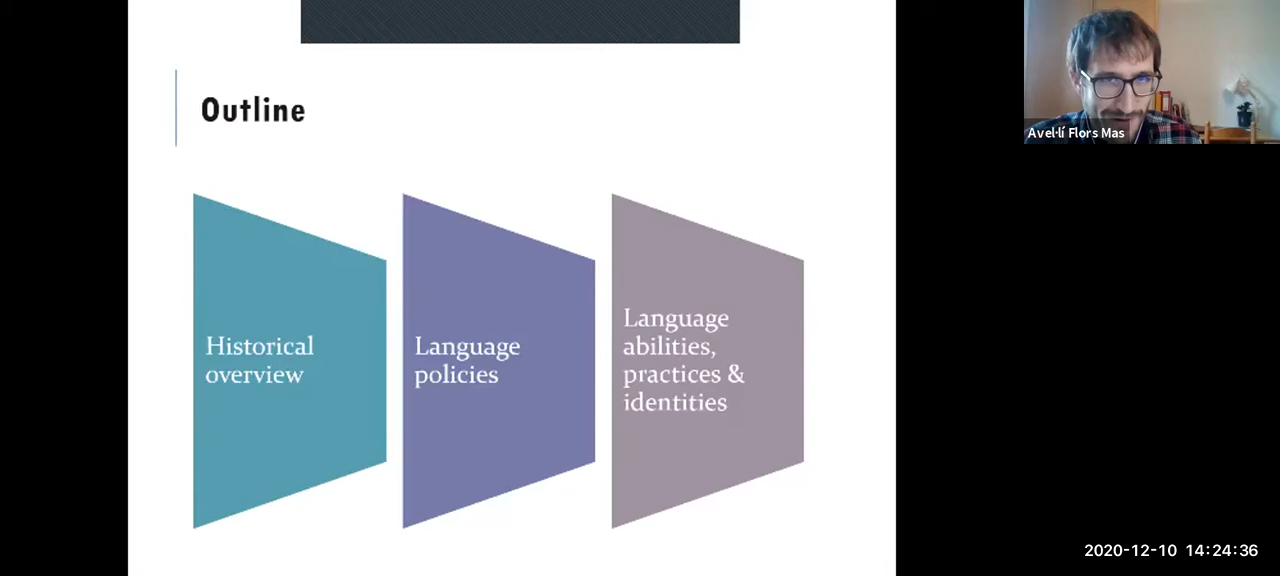 Outline
Historical
overview
Language
policies
Language
abilities,
practices &
identities
Avel·lí Flors Mas
2020-12-10 14:24:36